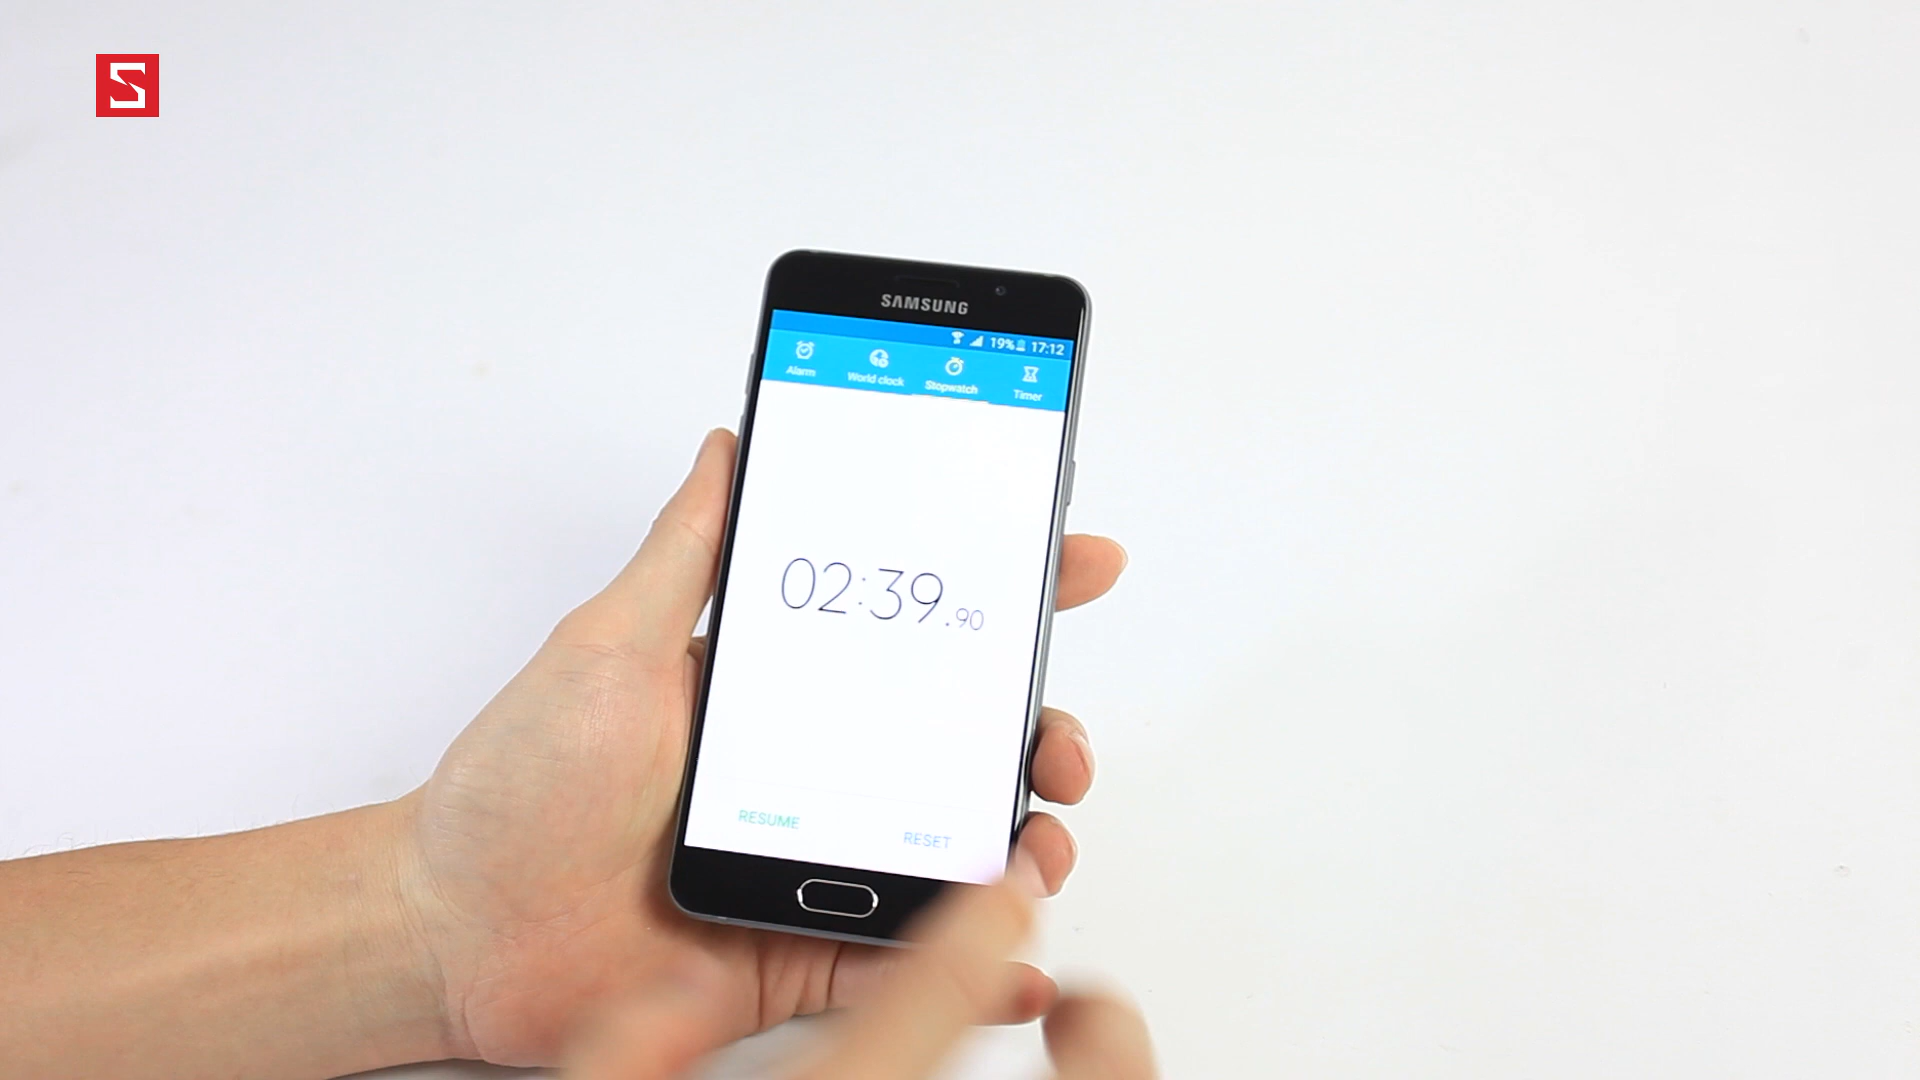 S
SAMSUNG
19% 17:12
Alarm World clock Stopwatch Timer
02:39.90
RESUME RESET